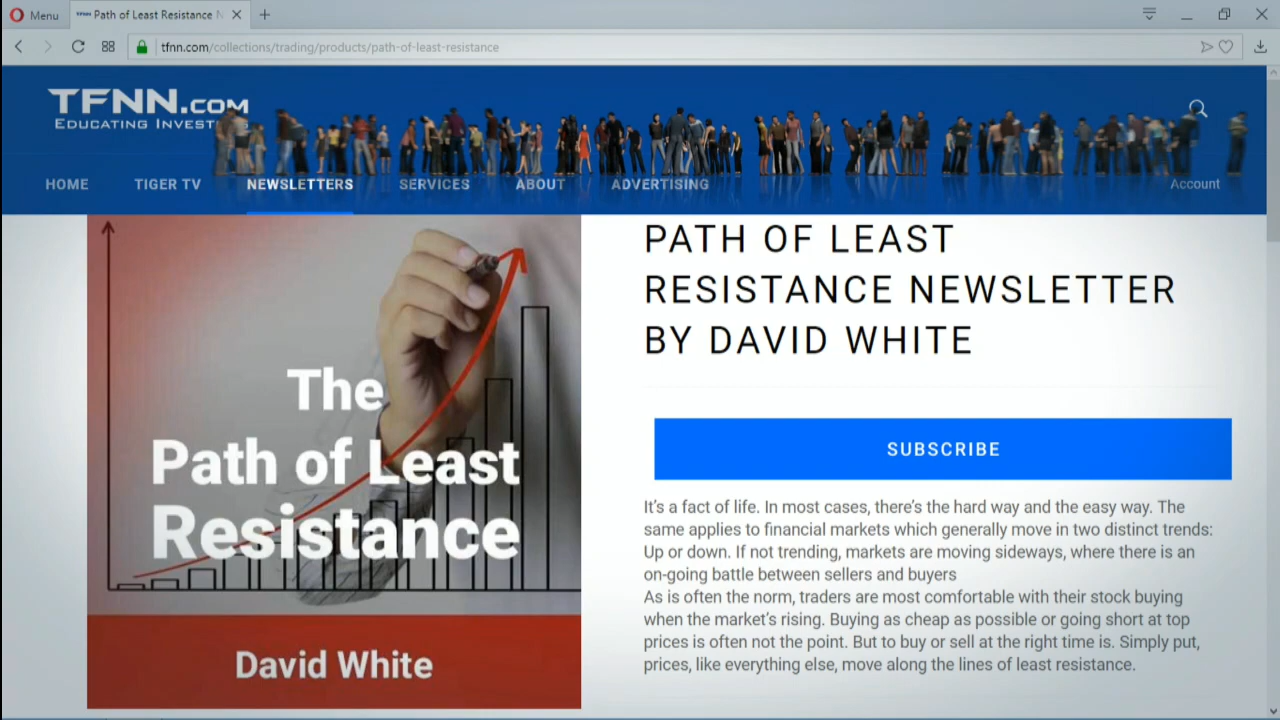 Menu
Path of Least Resistance N
tfnn.com/collections/trading/products/path-of-least-resistance
TFNN.COM
EDUCATING INVESTORS
HOME TIGER TV NEWSLETTERS SERVICES ABOUT ADVERTISING Account
The
Path of Least
Resistance
David White
PATH OF LEAST
RESISTANCE NEWSLETTER
BY DAVID WHITE
SUBSCRIBE
It's a fact of life. In most cases, there's the hard way and the easy way. The
same applies to financial markets which generally move in two distinct trends:
Up or down. If not trending, markets are moving sideways, where there is an
on-going battle between sellers and buyers
As is often the norm, traders are most comfortable with their stock buying
when the market's rising. Buying as cheap as possible or going short at top
prices is often not the point. But to buy or sell at the right time is. Simply put,
prices, like everything else, move along the lines of least resistance.